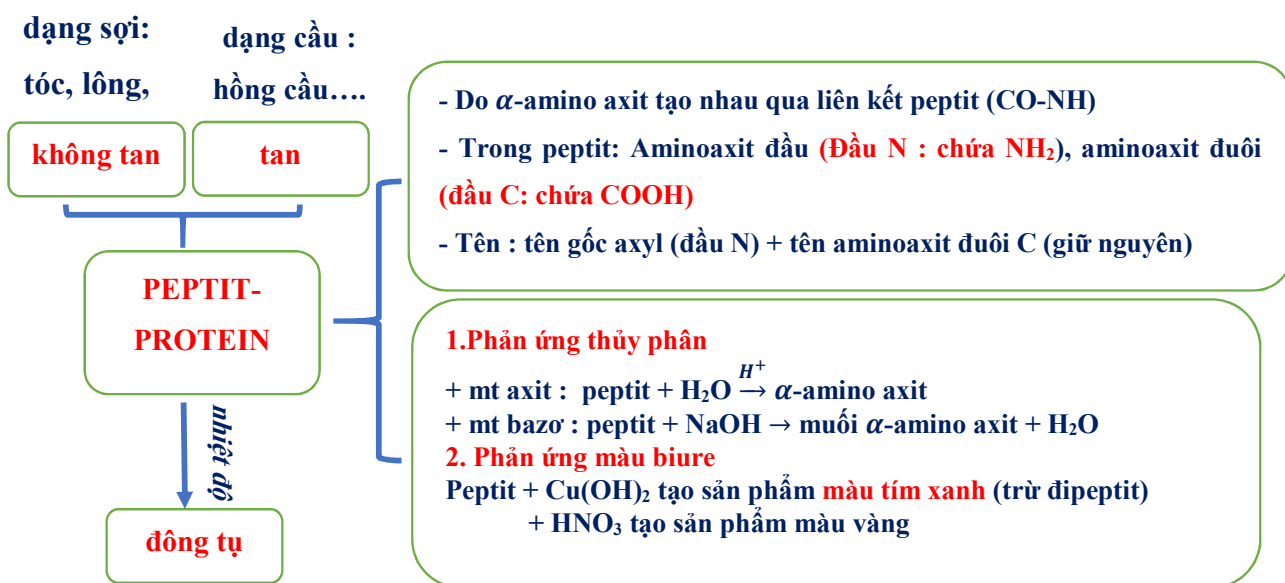 dạng sợi:
tóc, lông,
dạng cầu :
hồng cầu….
không tan
tan
PEPTIT-
PROTEIN
nhiệt độ
đông tụ
- Do α-amino axit tạo nhau qua liên kết peptit (CO-NH)
- Trong peptit: Aminoaxit đầu (Đầu N : chứa NH₂), aminoaxit đuôi
(đầu C: chứa COOH)
- Tên : tên gốc axyl (đầu N) + tên aminoaxit đuôi C (giữ nguyên)
1.Phản ứng thủy phân
+ mt axit : peptit + H₂O H⁺→ α-amino axit
+ mt bazơ : peptit + NaOH → muối α-amino axit + H₂O
2. Phản ứng màu biure
Peptit + Cu(OH)₂ tạo sản phẩm màu tím xanh (trừ đipeptit)
+ HNO₃ tạo sản phẩm màu vàng